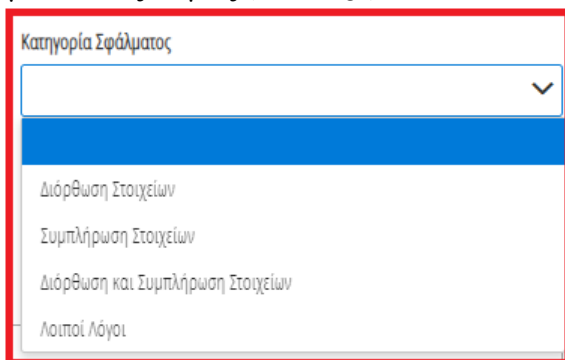 Κατηγορία Σφάλματος
Διόρθωση Στοιχείων
Συμπλήρωση Στοιχείων
Διόρθωση και Συμπλήρωση Στοιχείων
Λοιποί Λόγοι